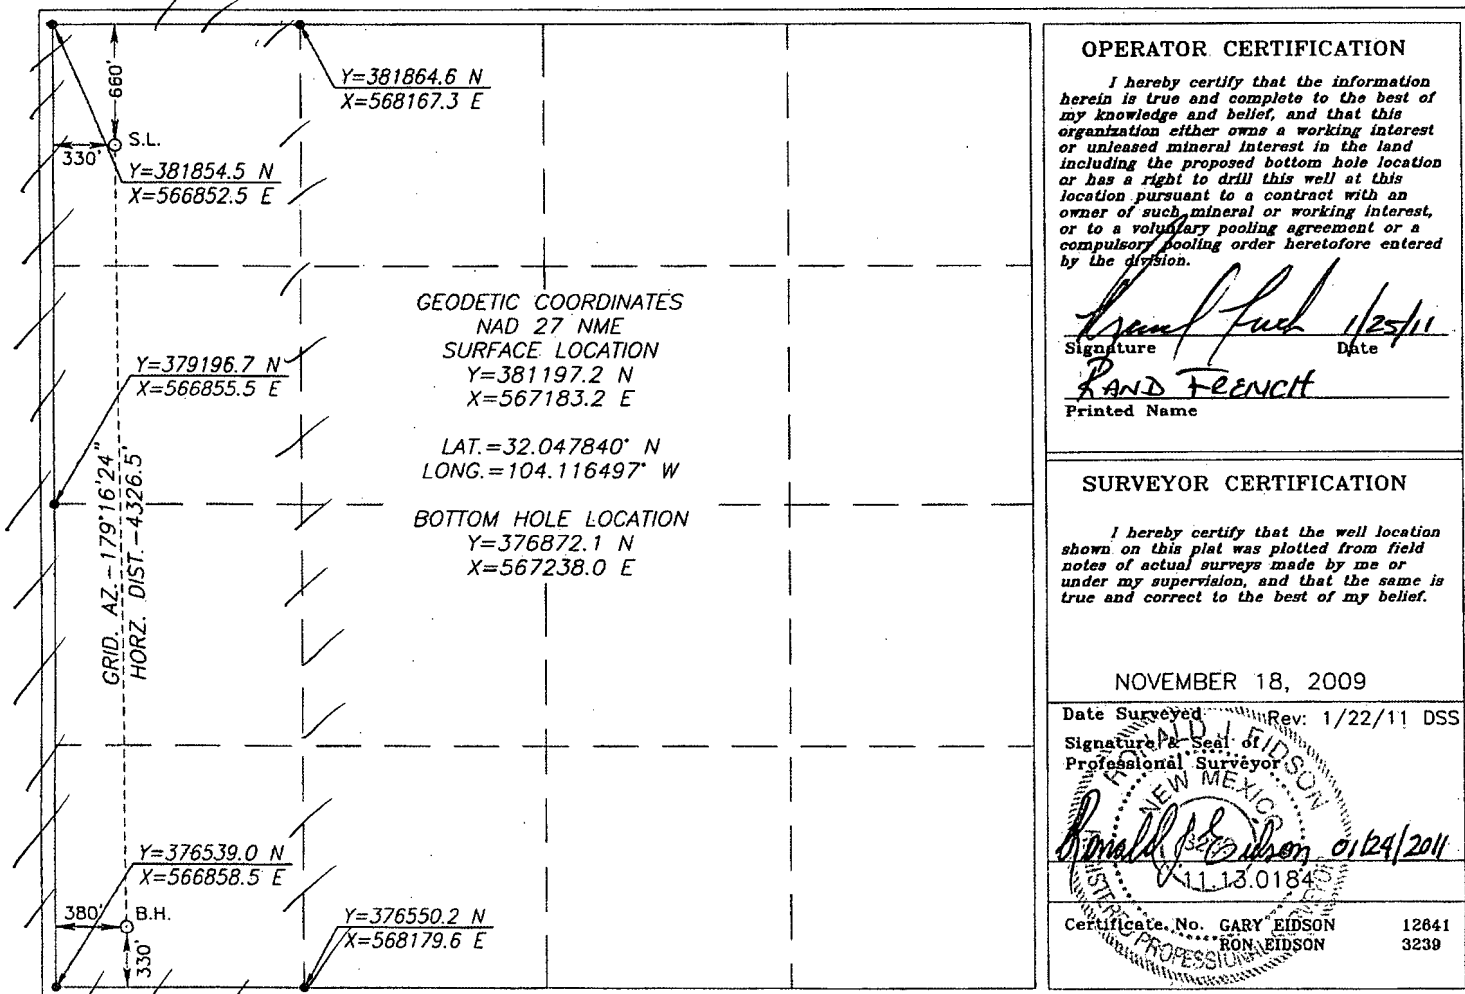 660'
330'
S.L.
Y=381864.6 N
X=568167.3 E
Y=381854.5 N
X=566852.5 E
Y=379196.7 N
X=566855.5 E
GRID. AZ.-179°16'24"
HORZ. DIST.-4326.5'
GEODETIC COORDINATES
NAD 27 NME
SURFACE LOCATION
Y=381197.2 N
X=567183.2 E
LAT.=32.047840° N
LONG.=104.116497° W
BOTTOM HOLE LOCATION
Y=376872.1 N
X=567238.0 E
Y=376539.0 N
X=566858.5 E
380'
B.H.
330'
Y=376550.2 N
X=568179.6 E
OPERATOR CERTIFICATION
I hereby certify that the information
herein is true and complete to the best of
my knowledge and belief, and that this
organization either owns a working interest
or unleased mineral interest in the land
including the proposed bottom hole location
or has a right to drill this well at this
location pursuant to a contract with an
owner of such mineral or working interest,
or to a voluntary pooling agreement or a
compulsory pooling order heretofore entered
by the division.
1/25/11
Signature Date
RAND FRENCH
Printed Name
SURVEYOR CERTIFICATION
I hereby certify that the well location
shown on this plat was plotted from field
notes of actual surveys made by me or
under my supervision, and that the same is
true and correct to the best of my belief.
NOVEMBER 18, 2009
Date Surveyed Rev: 1/22/11 DSS
Signature & Seal of
Professional Surveyor
RONALD J. EIDSON
NEW MEXICO
3239
REGISTERED PROFESSIONAL SURVEYOR
Ronald J. Eidson 01/24/2011
11.13.0184
Certificate No. GARY EIDSON 12641
RON EIDSON 3239